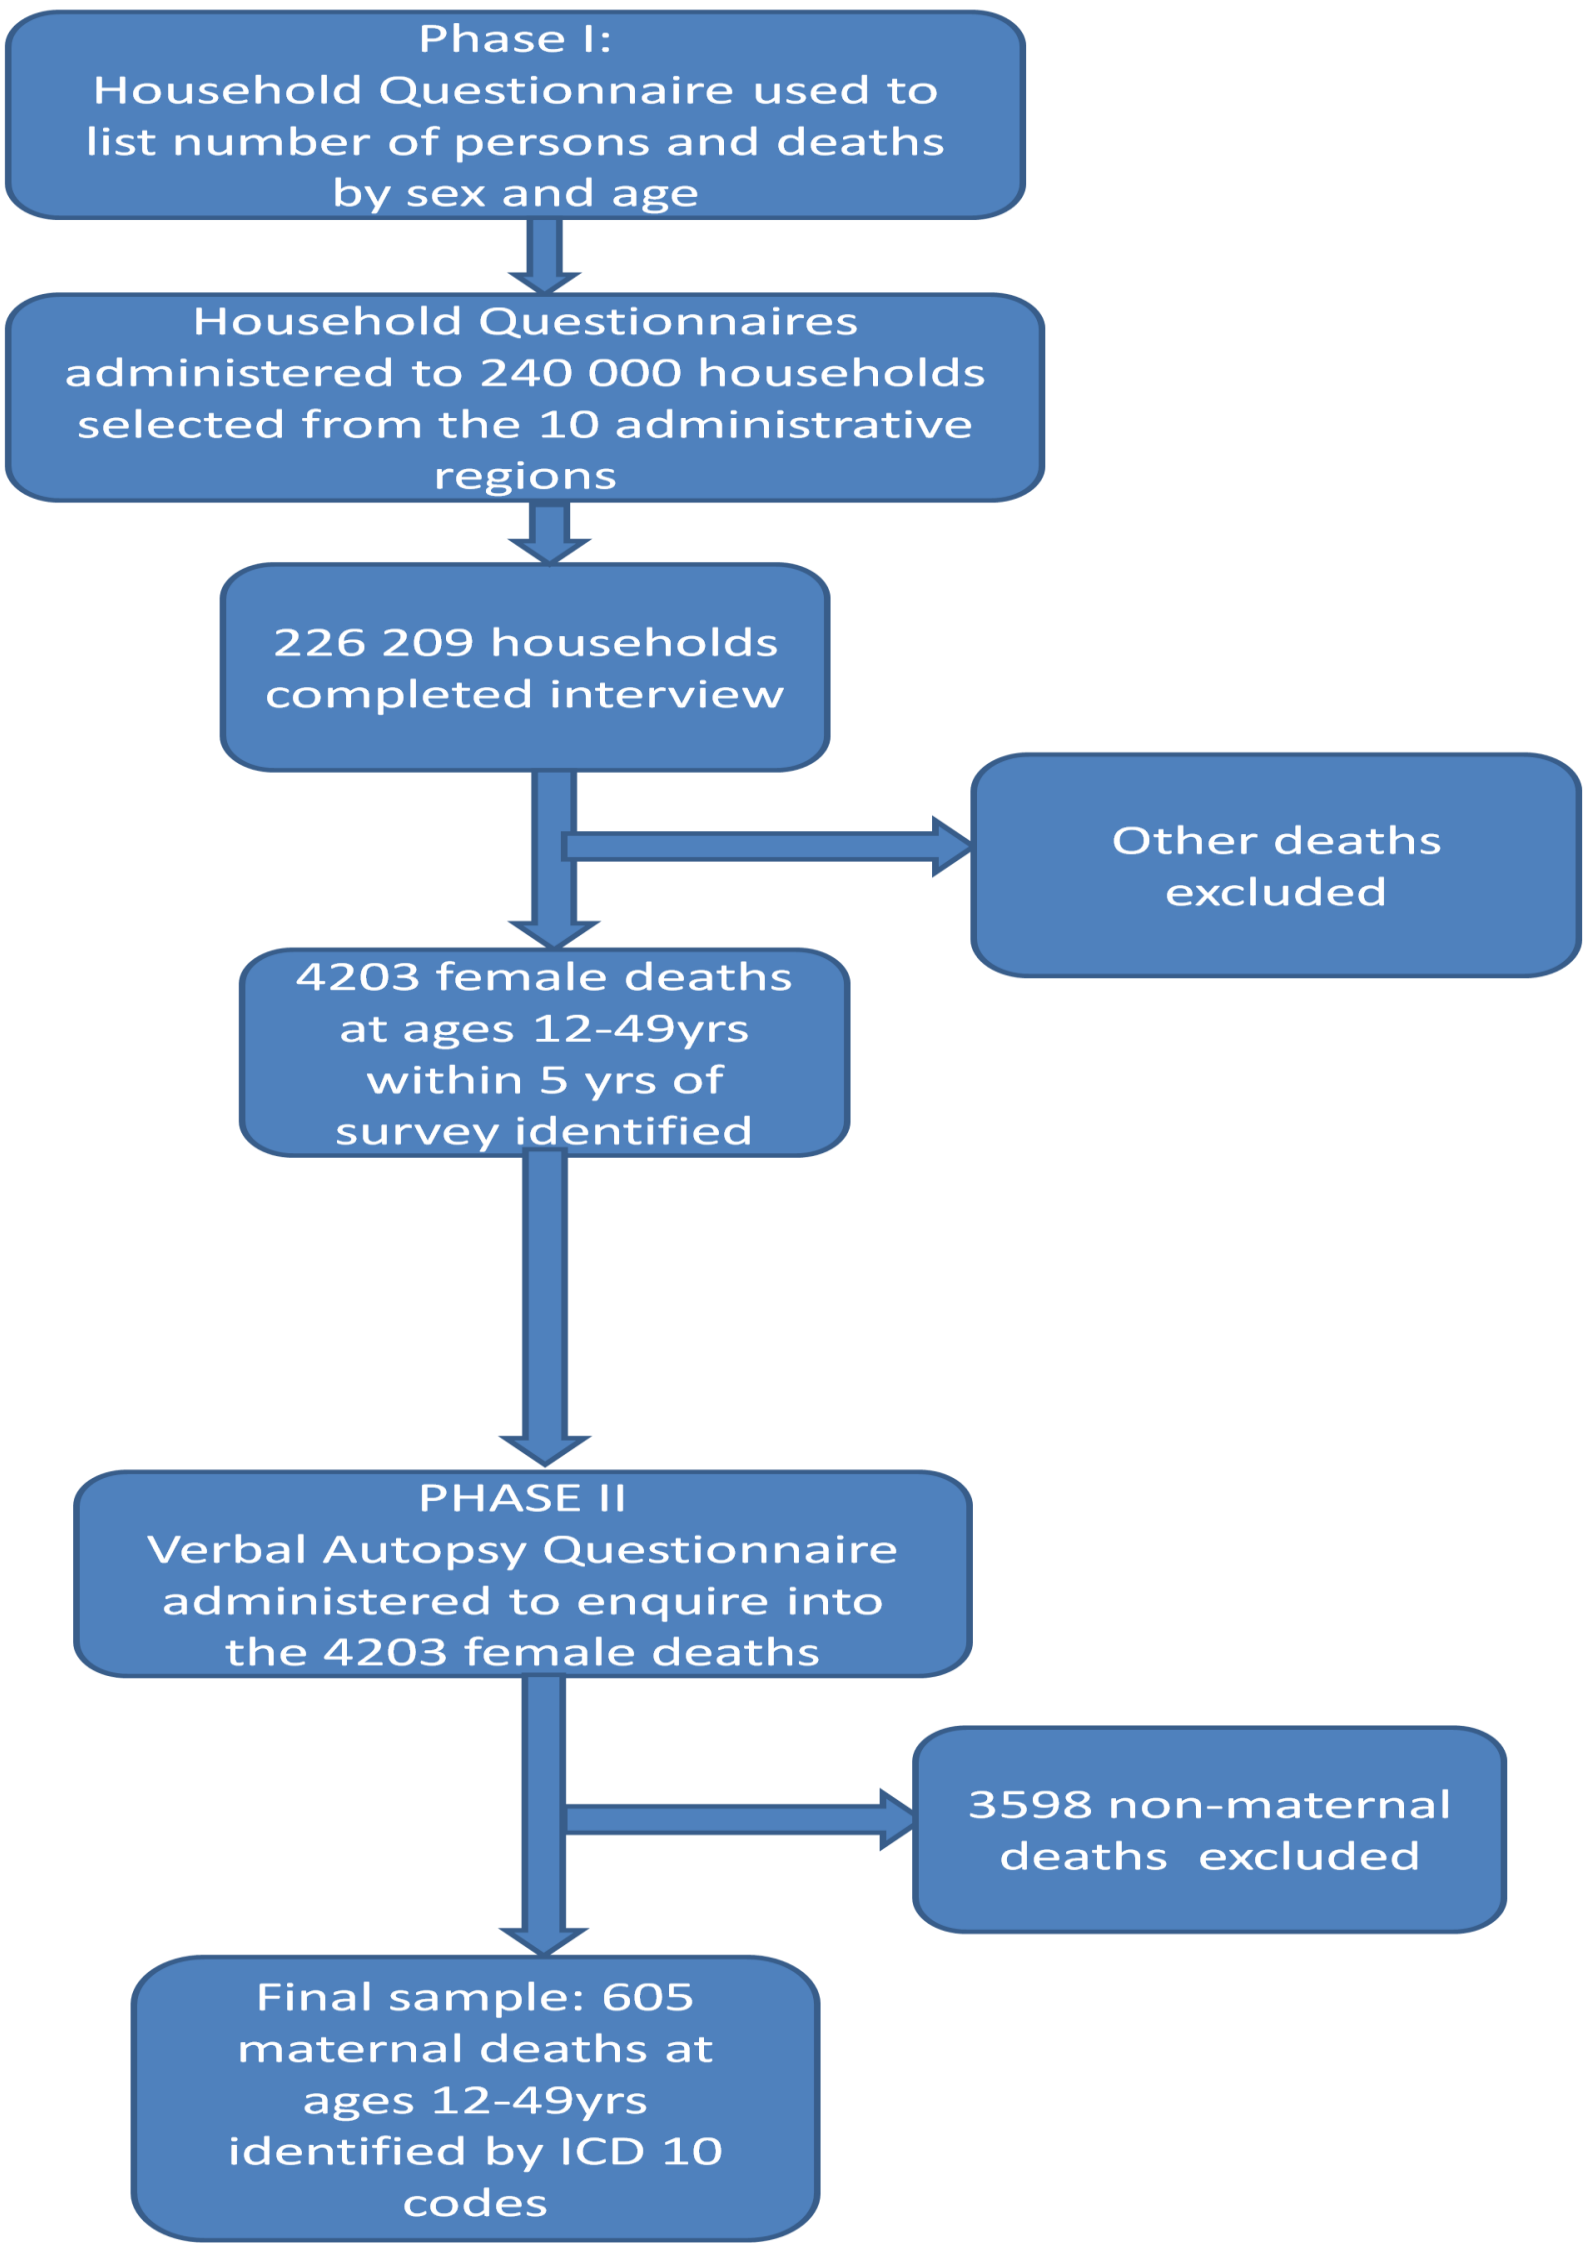 Phase I:
Household Questionnaire used to
list number of persons and deaths
by sex and age
Household Questionnaires
administered to 240 000 households
selected from the 10 administrative
regions
226 209 households
completed interview
Other deaths
excluded
4203 female deaths
at ages 12-49yrs
within 5 yrs of
survey identified
PHASE II
Verbal Autopsy Questionnaire
administered to enquire into
the 4203 female deaths
3598 non-maternal
deaths  excluded
Final sample: 605
maternal deaths at
ages 12-49yrs
identified by ICD 10
codes